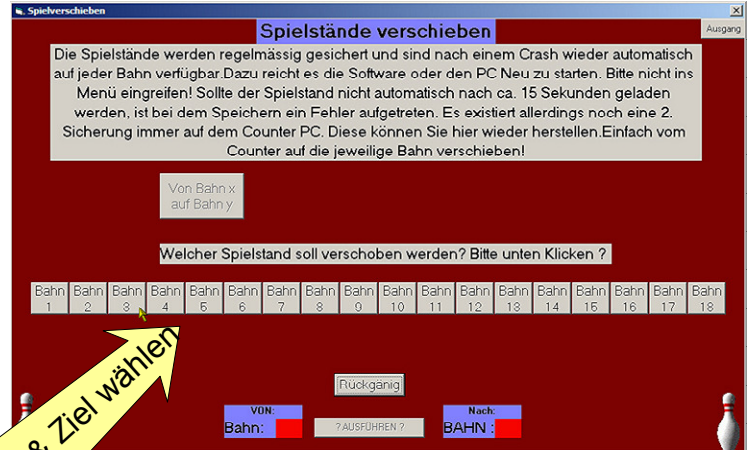 Spielverschieben
Spielstände verschieben
Ausgang
Die Spielstände werden regelmässig gesichert und sind nach einem Crash wieder automatisch
auf jeder Bahn verfügbar.Dazu reicht es die Software oder den PC Neu zu starten. Bitte nicht ins
Menü eingreifen! Sollte der Spielstand nicht automatisch nach ca. 15 Sekunden geladen
werden, ist bei dem Speichern ein Fehler aufgetreten. Es existiert allerdings noch eine 2.
Sicherung immer auf dem Counter PC. Diese können Sie hier wieder herstellen.Einfach vom
Counter auf die jeweilige Bahn verschieben!
Von Bahn x
auf Bahn y
Welcher Spielstand soll verschoben werden? Bitte unten Klicken ?
Bahn Bahn Bahn Bahn Bahn Bahn Bahn Bahn Bahn Bahn Bahn Bahn Bahn Bahn Bahn Bahn Bahn Bahn
1 2 3 4 5 6 7 8 9 10 11 12 13 14 15 16 17 18
& Ziel wählen
Rückgänig
VON:
Bahn:
? AUSFÜHREN ?
Nach:
BAHN :